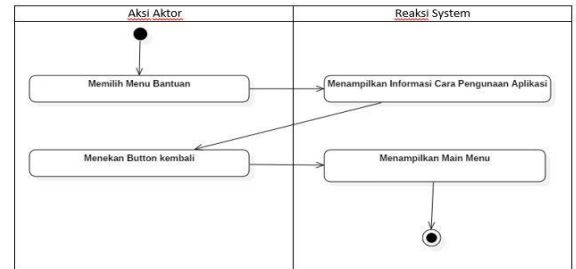 Aksi Aktor
Reaksi System
Memilih Menu Bantuan
Menampilkan Informasi Cara Pengunaan Aplikasi
Menekan Button kembali
Menampilkan Main Menu